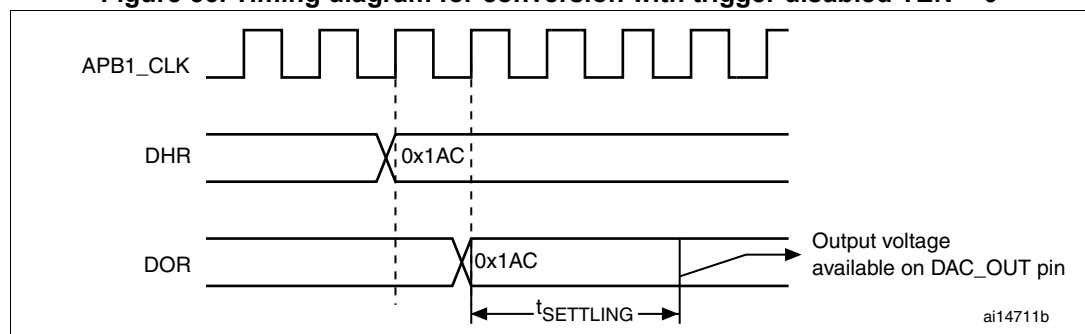 Figure 60. Timing diagram for conversion with trigger disabled TEN = 0
APB1_CLK
DHR
0x1AC
DOR
0x1AC
Output voltage
available on DAC_OUT pin
tSETTLING
ai14711b